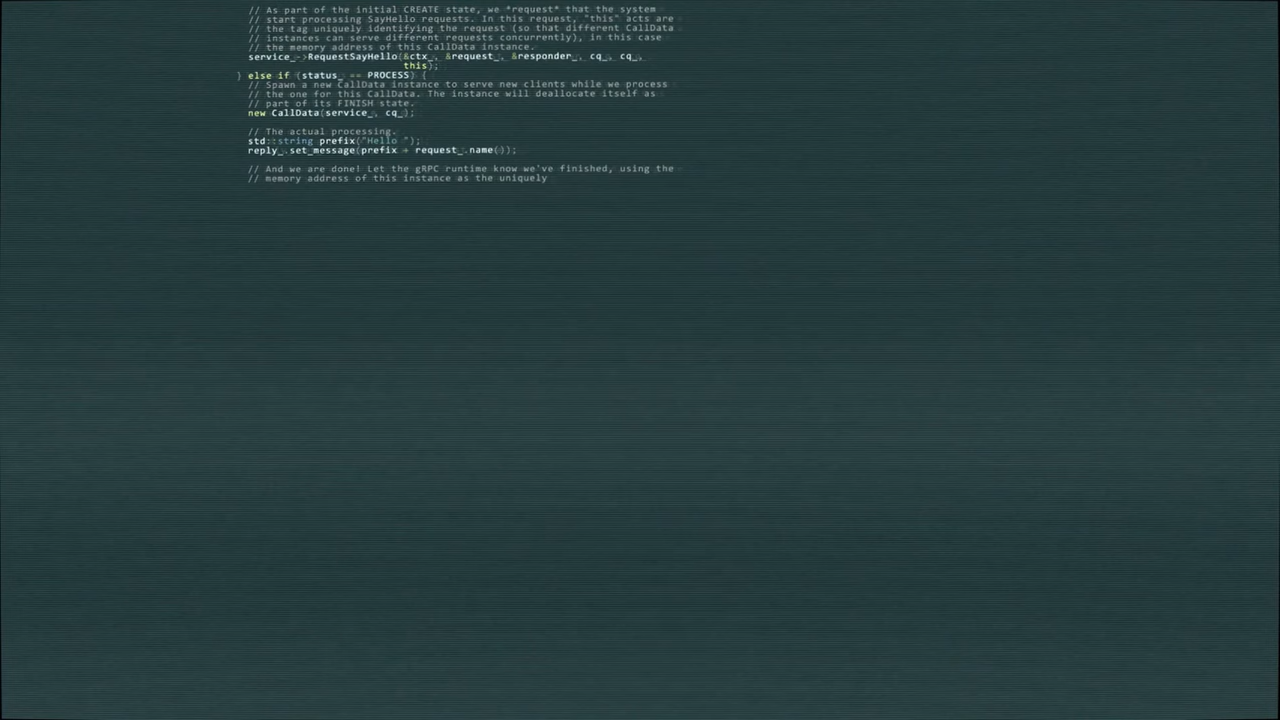 // As part of the initial CREATE state, we *request* that the system
// start processing SayHello requests. In this request, "this" acts are
// the tag uniquely identifying the request (so that different CallData
// instances can serve different requests concurrently), in this case
// the memory address of this CallData instance.
service_->RequestSayHello(&ctx_, &request_, &responder_, cq_, cq_,
this);
} else if (status_ == PROCESS) {
// Spawn a new CallData instance to serve new clients while we process
// the one for this CallData. The instance will deallocate itself as
// part of its FINISH state.
new CallData(service_, cq_);
// The actual processing.
std::string prefix("Hello ");
reply_.set_message(prefix + request_.name());
// And we are done! Let the gRPC runtime know we've finished, using the
// memory address of this instance as the uniquely